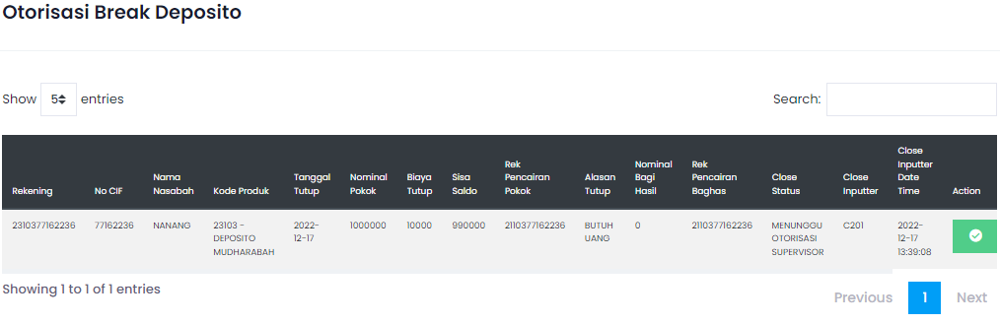 Otorisasi Break Deposito
Show 5 entries
Search:
Rekening No CIF Nama Nasabah Kode Produk Tanggal Tutup Nominal Pokok Biaya Tutup Sisa Saldo Rek Pencairan Pokok Alasan Tutup Nominal Bagi Hasil Rek Pencairan Baghas Close Status Close Inputter Close Inputter Date Time Action
2310377162236 77162236 NANANG 23103 - DEPOSITO MUDHARABAH 2022-12-17 1000000 10000 990000 2110377162236 BUTUH UANG 0 2110377162236 MENUNGGU OTORISASI SUPERVISOR C201 2022-12-17 13:39:08
Showing 1 to 1 of 1 entries
Previous 1 Next